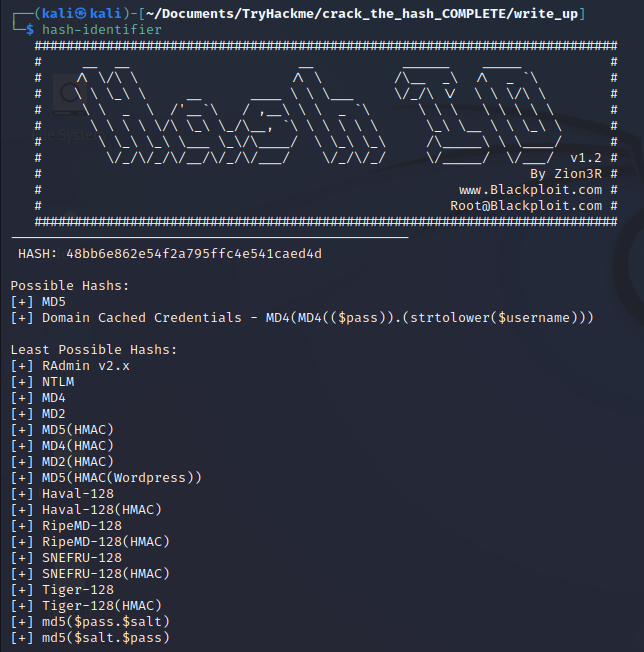 ┌──(kali㉿kali)-[~/Documents/TryHackme/crack_the_hash_COMPLETE/write_up]
└─$ hash-identifier
#########################################################################
#     __  __                     __           ______    _____           #
#    /\ \/\ \                   /\ \         /\__  _\  /\  _ `\         #
#    \ \ \_\ \     __      ____ \ \ \___     \/_/\ \/  \ \ \/\ \        #
#     \ \  _  \  /'__`\   / ,__\ \ \  _ `\      \ \ \   \ \ \ \ \       #
#      \ \ \ \ \/\ \_\ \_/\__, `\ \ \ \ \ \      \_\ \__ \ \ \_\ \      #
#       \ \_\ \_\ \___ \_\/\____/  \ \_\ \_\     /\_____\ \ \____/      #
#        \/_/\/_/\/__/\/_/\/___/    \/_/\/_/     \/_____/  \/___/  v1.2 #
#                                                             By Zion3R #
#                                                    www.Blackploit.com #
#                                                   Root@Blackploit.com #
#########################################################################
--------------------------------------------------
HASH: 48bb6e862e54f2a795ffc4e541caed4d
Possible Hashs:
[+] MD5
[+] Domain Cached Credentials - MD4(MD4(($pass)).(strtolower($username)))
Least Possible Hashs:
[+] RAdmin v2.x
[+] NTLM
[+] MD4
[+] MD2
[+] MD5(HMAC)
[+] MD4(HMAC)
[+] MD2(HMAC)
[+] MD5(HMAC(Wordpress))
[+] Haval-128
[+] Haval-128(HMAC)
[+] RipeMD-128
[+] RipeMD-128(HMAC)
[+] SNEFRU-128
[+] SNEFRU-128(HMAC)
[+] Tiger-128
[+] Tiger-128(HMAC)
[+] md5($pass.$salt)
[+] md5($salt.$pass)